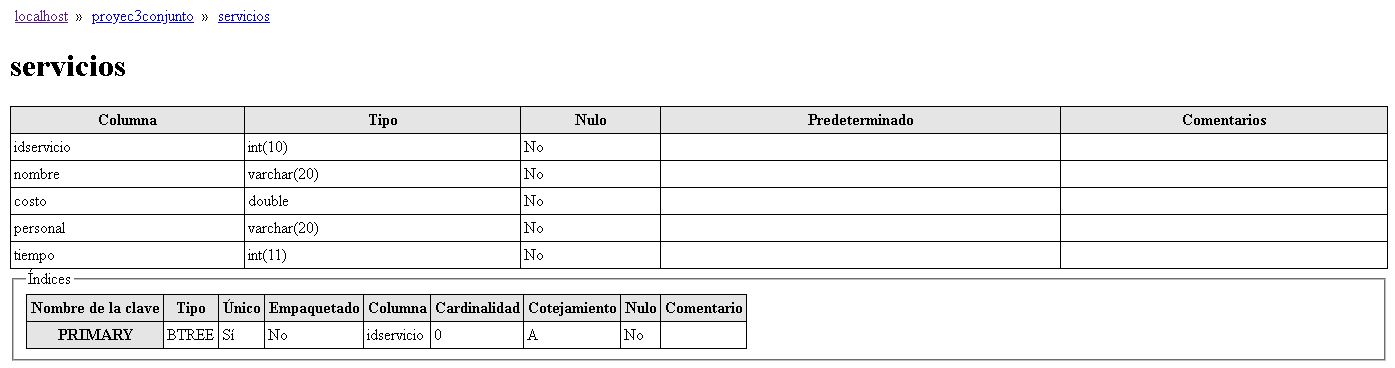 localhost » proyec3conjunto » servicios
servicios
Columna Tipo Nulo Predeterminado Comentarios
idservicio int(10) No
nombre varchar(20) No
costo double No
personal varchar(20) No
tiempo int(11) No
Índices
Nombre de la clave Tipo Único Empaquetado Columna Cardinalidad Cotejamiento Nulo Comentario
PRIMARY BTREE Sí No idservicio 0 A No